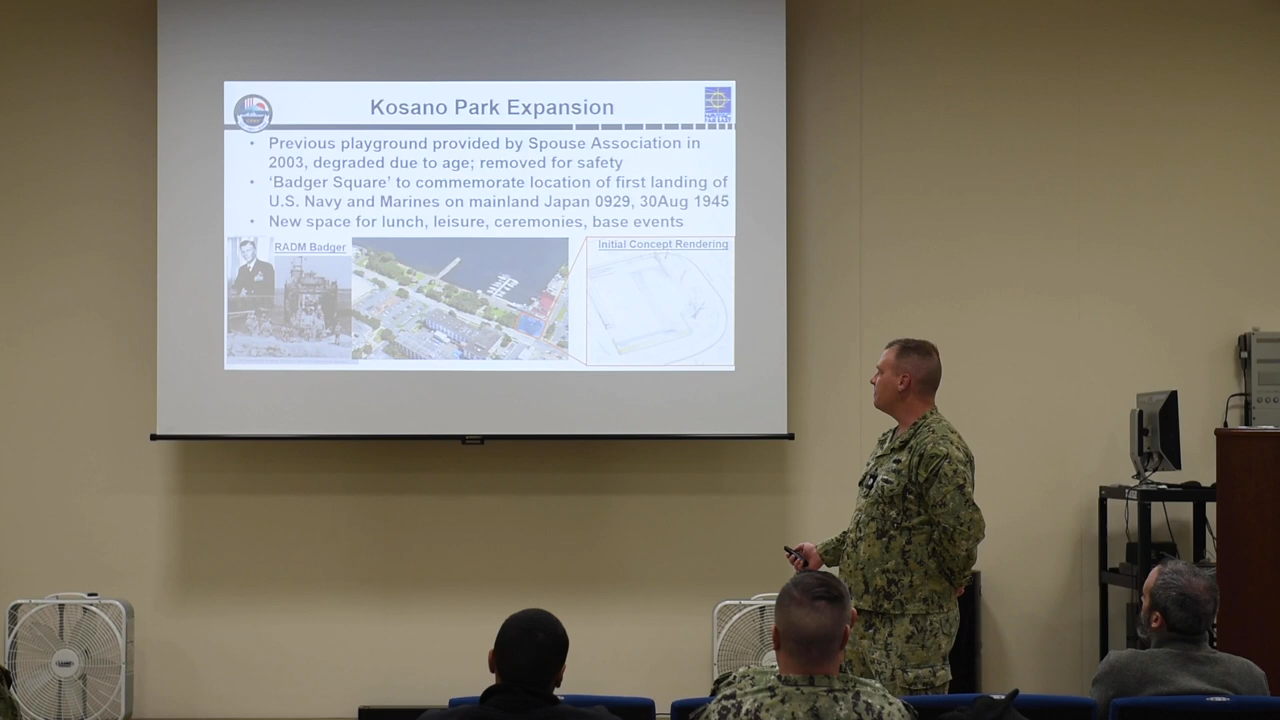 Kosano Park Expansion
• Previous playground provided by Spouse Association in
2003, degraded due to age; removed for safety
• ‘Badger Square’ to commemorate location of first landing of
U.S. Navy and Marines on mainland Japan 0929, 30Aug 1945
• New space for lunch, leisure, ceremonies, base events
RADM Badger
Initial Concept Rendering